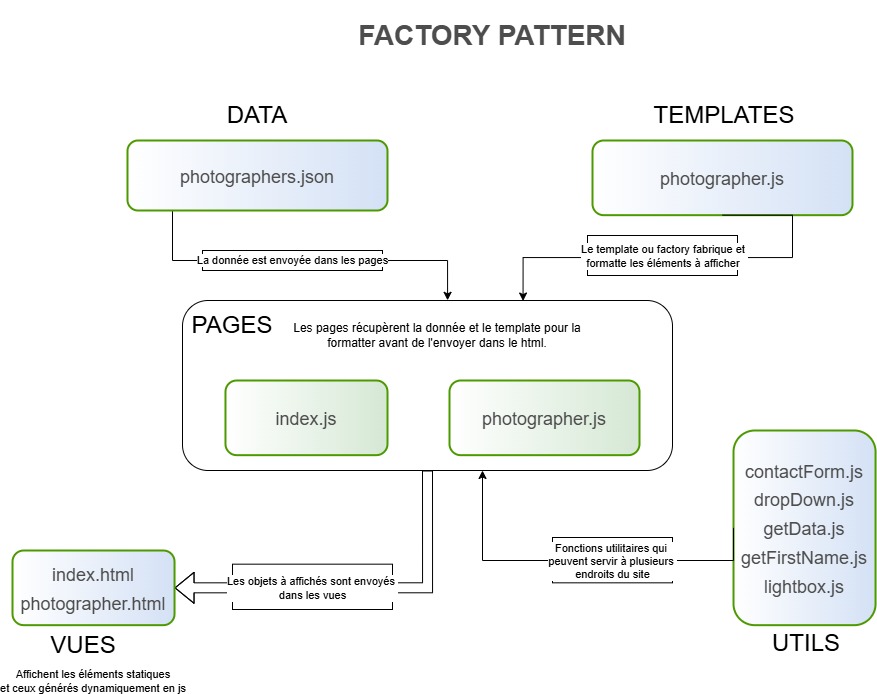 FACTORY PATTERN
DATA
TEMPLATES
photographers.json
photographer.js
La donnée est envoyée dans les pages
Le template ou factory fabrique et
formatte les éléments à afficher
PAGES
Les pages récupèrent la donnée et le template pour la
formatter avant de l'envoyer dans le html.
index.js
photographer.js
contactForm.js
dropDown.js
getData.js
getFirstName.js
lightbox.js
UTILS
Fonctions utilitaires qui
peuvent servir à plusieurs
endroits du site
Les objets à affichés sont envoyés
dans les vues
index.html
photographer.html
VUES
Affichent les éléments statiques
et ceux générés dynamiquement en js